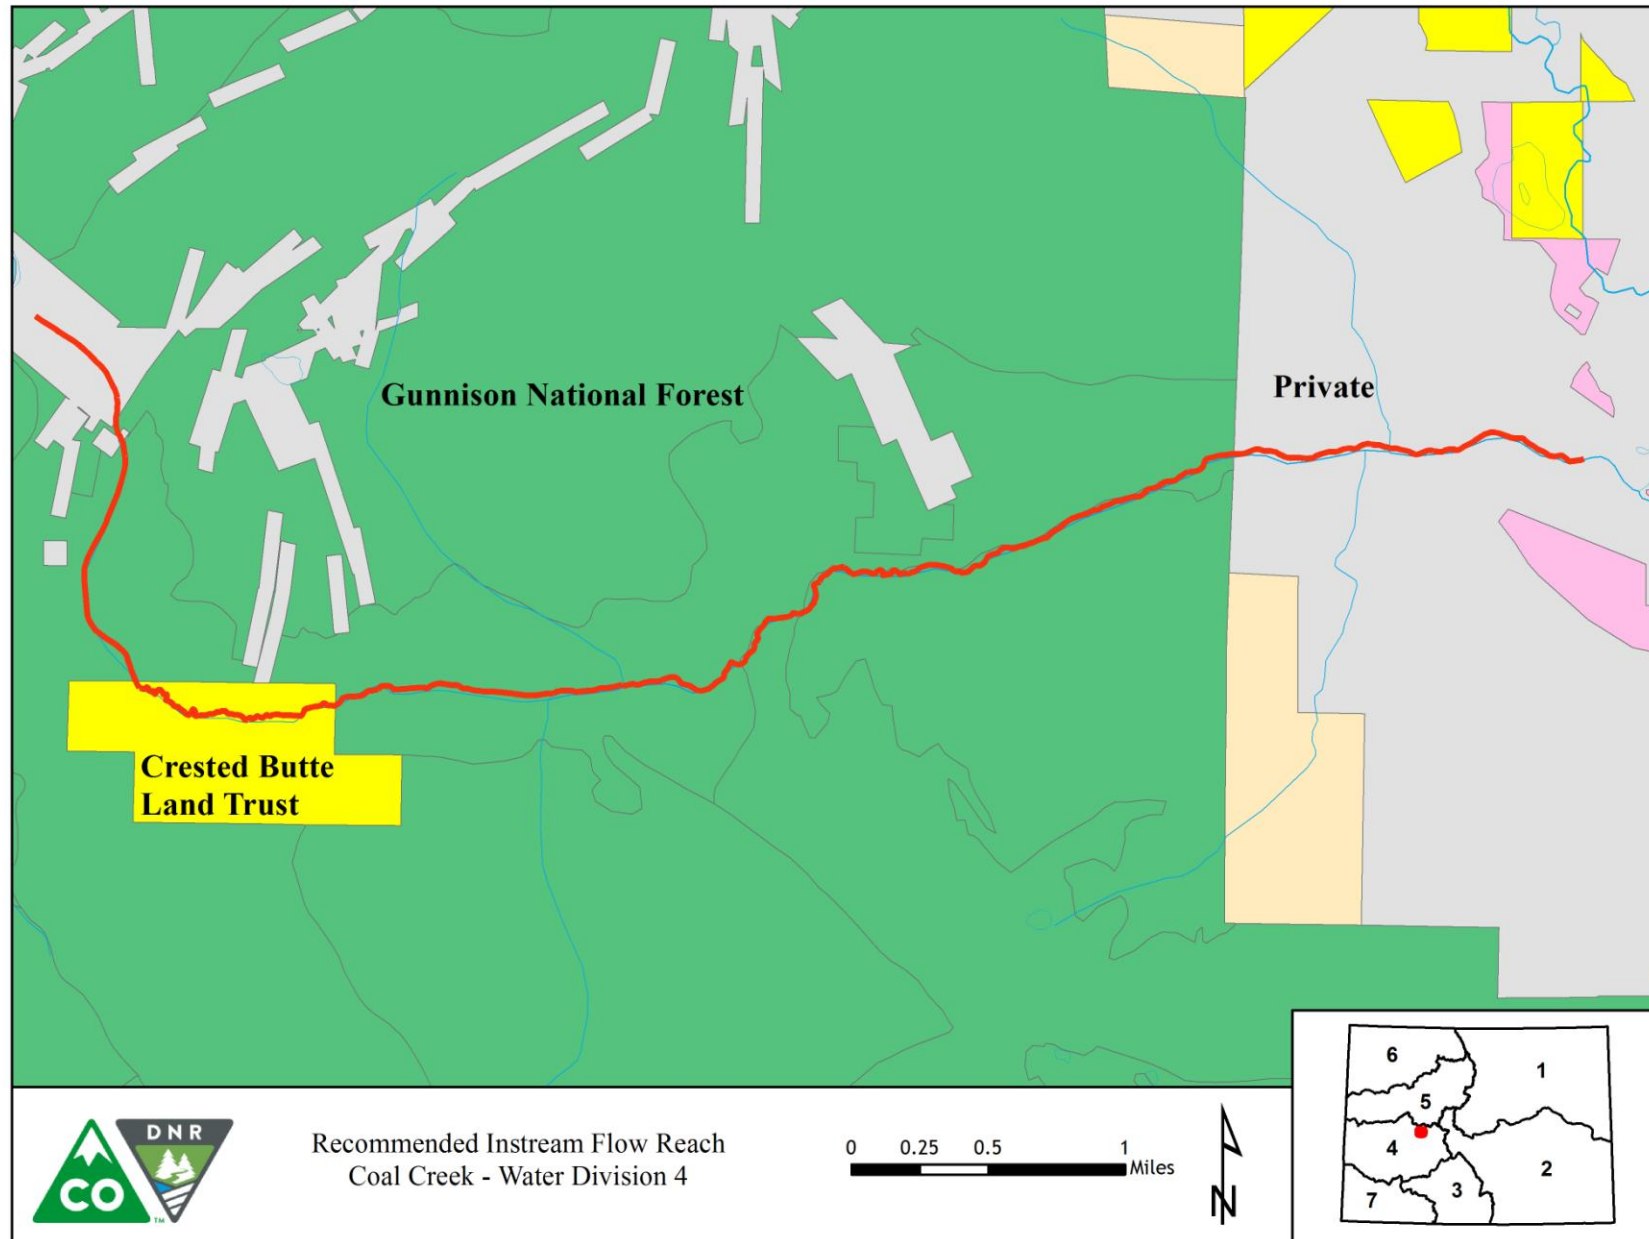 Gunnison National Forest
Private
Crested Butte
Land Trust
CO
TM
DNR
Recommended Instream Flow Reach
Coal Creek - Water Division 4
0 0.25 0.5 1
Miles
N
6
1
5
4
2
3
7